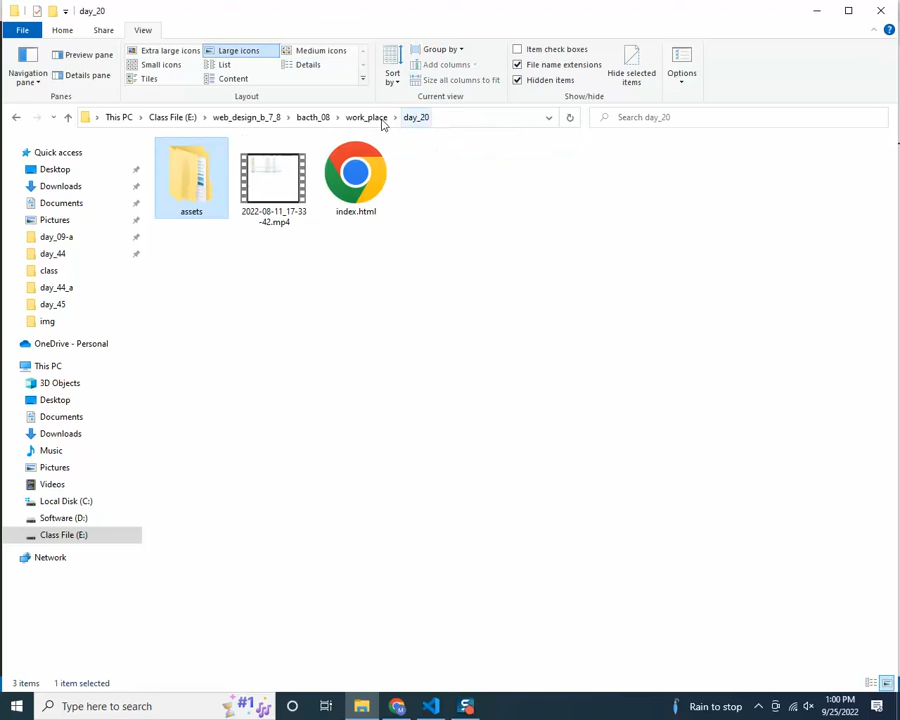 day_20
File Home Share View
Navigation pane Preview pane Details pane Panes
Extra large icons Large icons Medium icons
Small icons List Details
Tiles Content
Layout
Sort by Group by Add columns Size all columns to fit Current view
Item check boxes
File name extensions
Hidden items
Show/hide
Hide selected items
Options
This PC Class File (E:) web_design_b_7_8 bacth_08 work_place day_20
Search day_20
Quick access
Desktop
Downloads
Documents
Pictures
day_09-a
day_44
class
day_44_a
day_45
img
OneDrive - Personal
This PC
3D Objects
Desktop
Documents
Downloads
Music
Pictures
Videos
Local Disk (C:)
Software (D:)
Class File (E:)
Network
assets
2022-08-11_17-33
-42.mp4
index.html
3 items 1 item selected
Type here to search
#1
Rain to stop
1:00 PM
9/25/2022